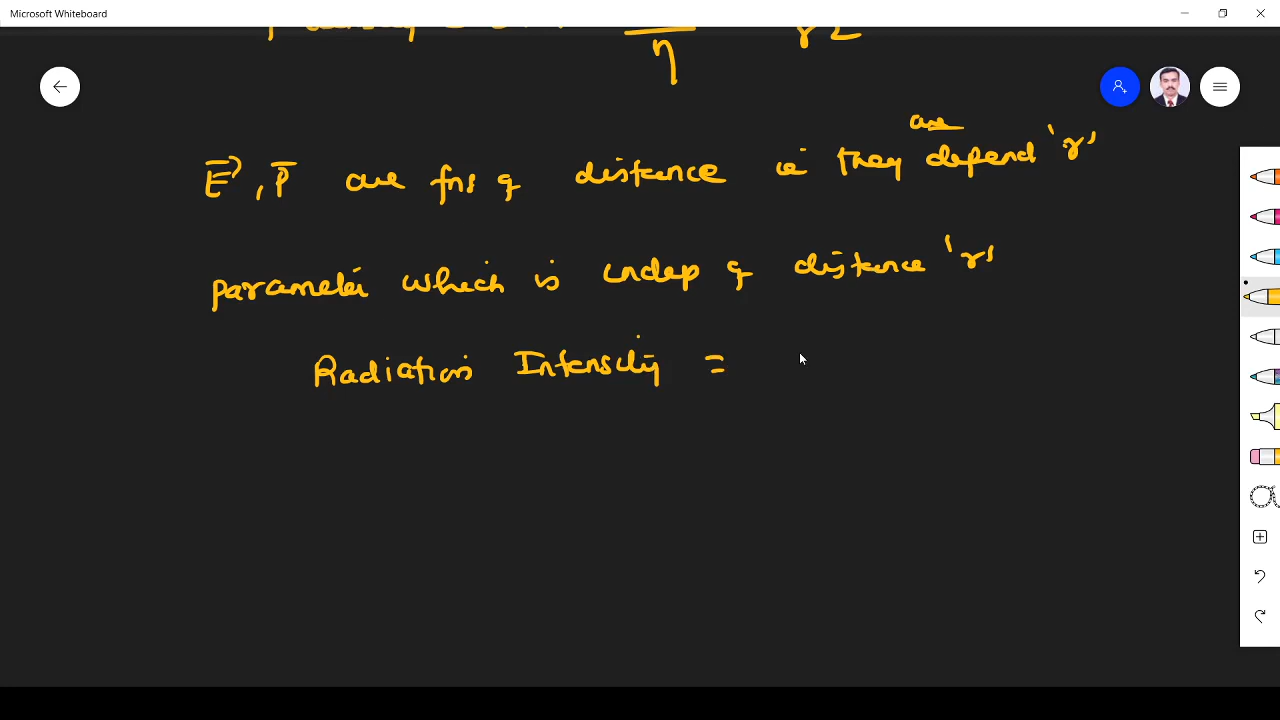 Microsoft Whiteboard
η
are
E, P are fns of distance ie they depend 'r'
parameter which is indep of distance 'r'
Radiation Intensity =